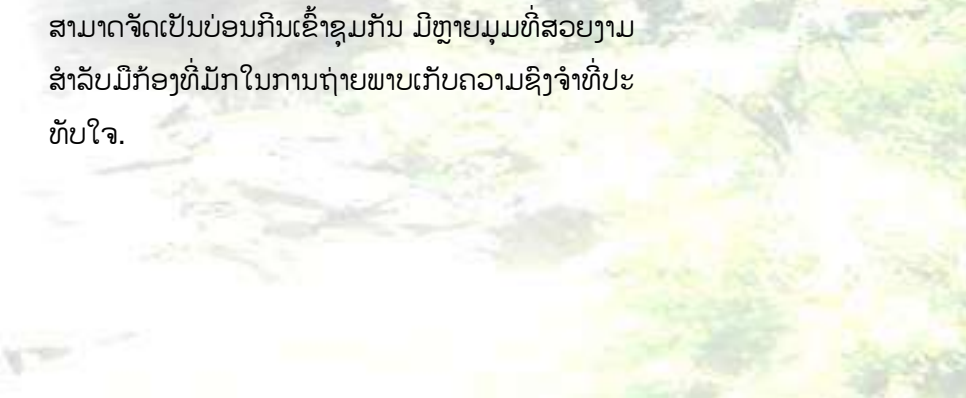 ສາມາດຈັດເປັນບ່ອນກິນເຂົ້າຊຸມກັນ ມີຫຼາຍມຸມທີ່ສວຍງາມ
ສຳລັບມືກ້ອງທີ່ມັກໃນການຖ່າຍພາບເກັບຄວາມຊົງຈຳທີ່ປະ
ທັບໃຈ.